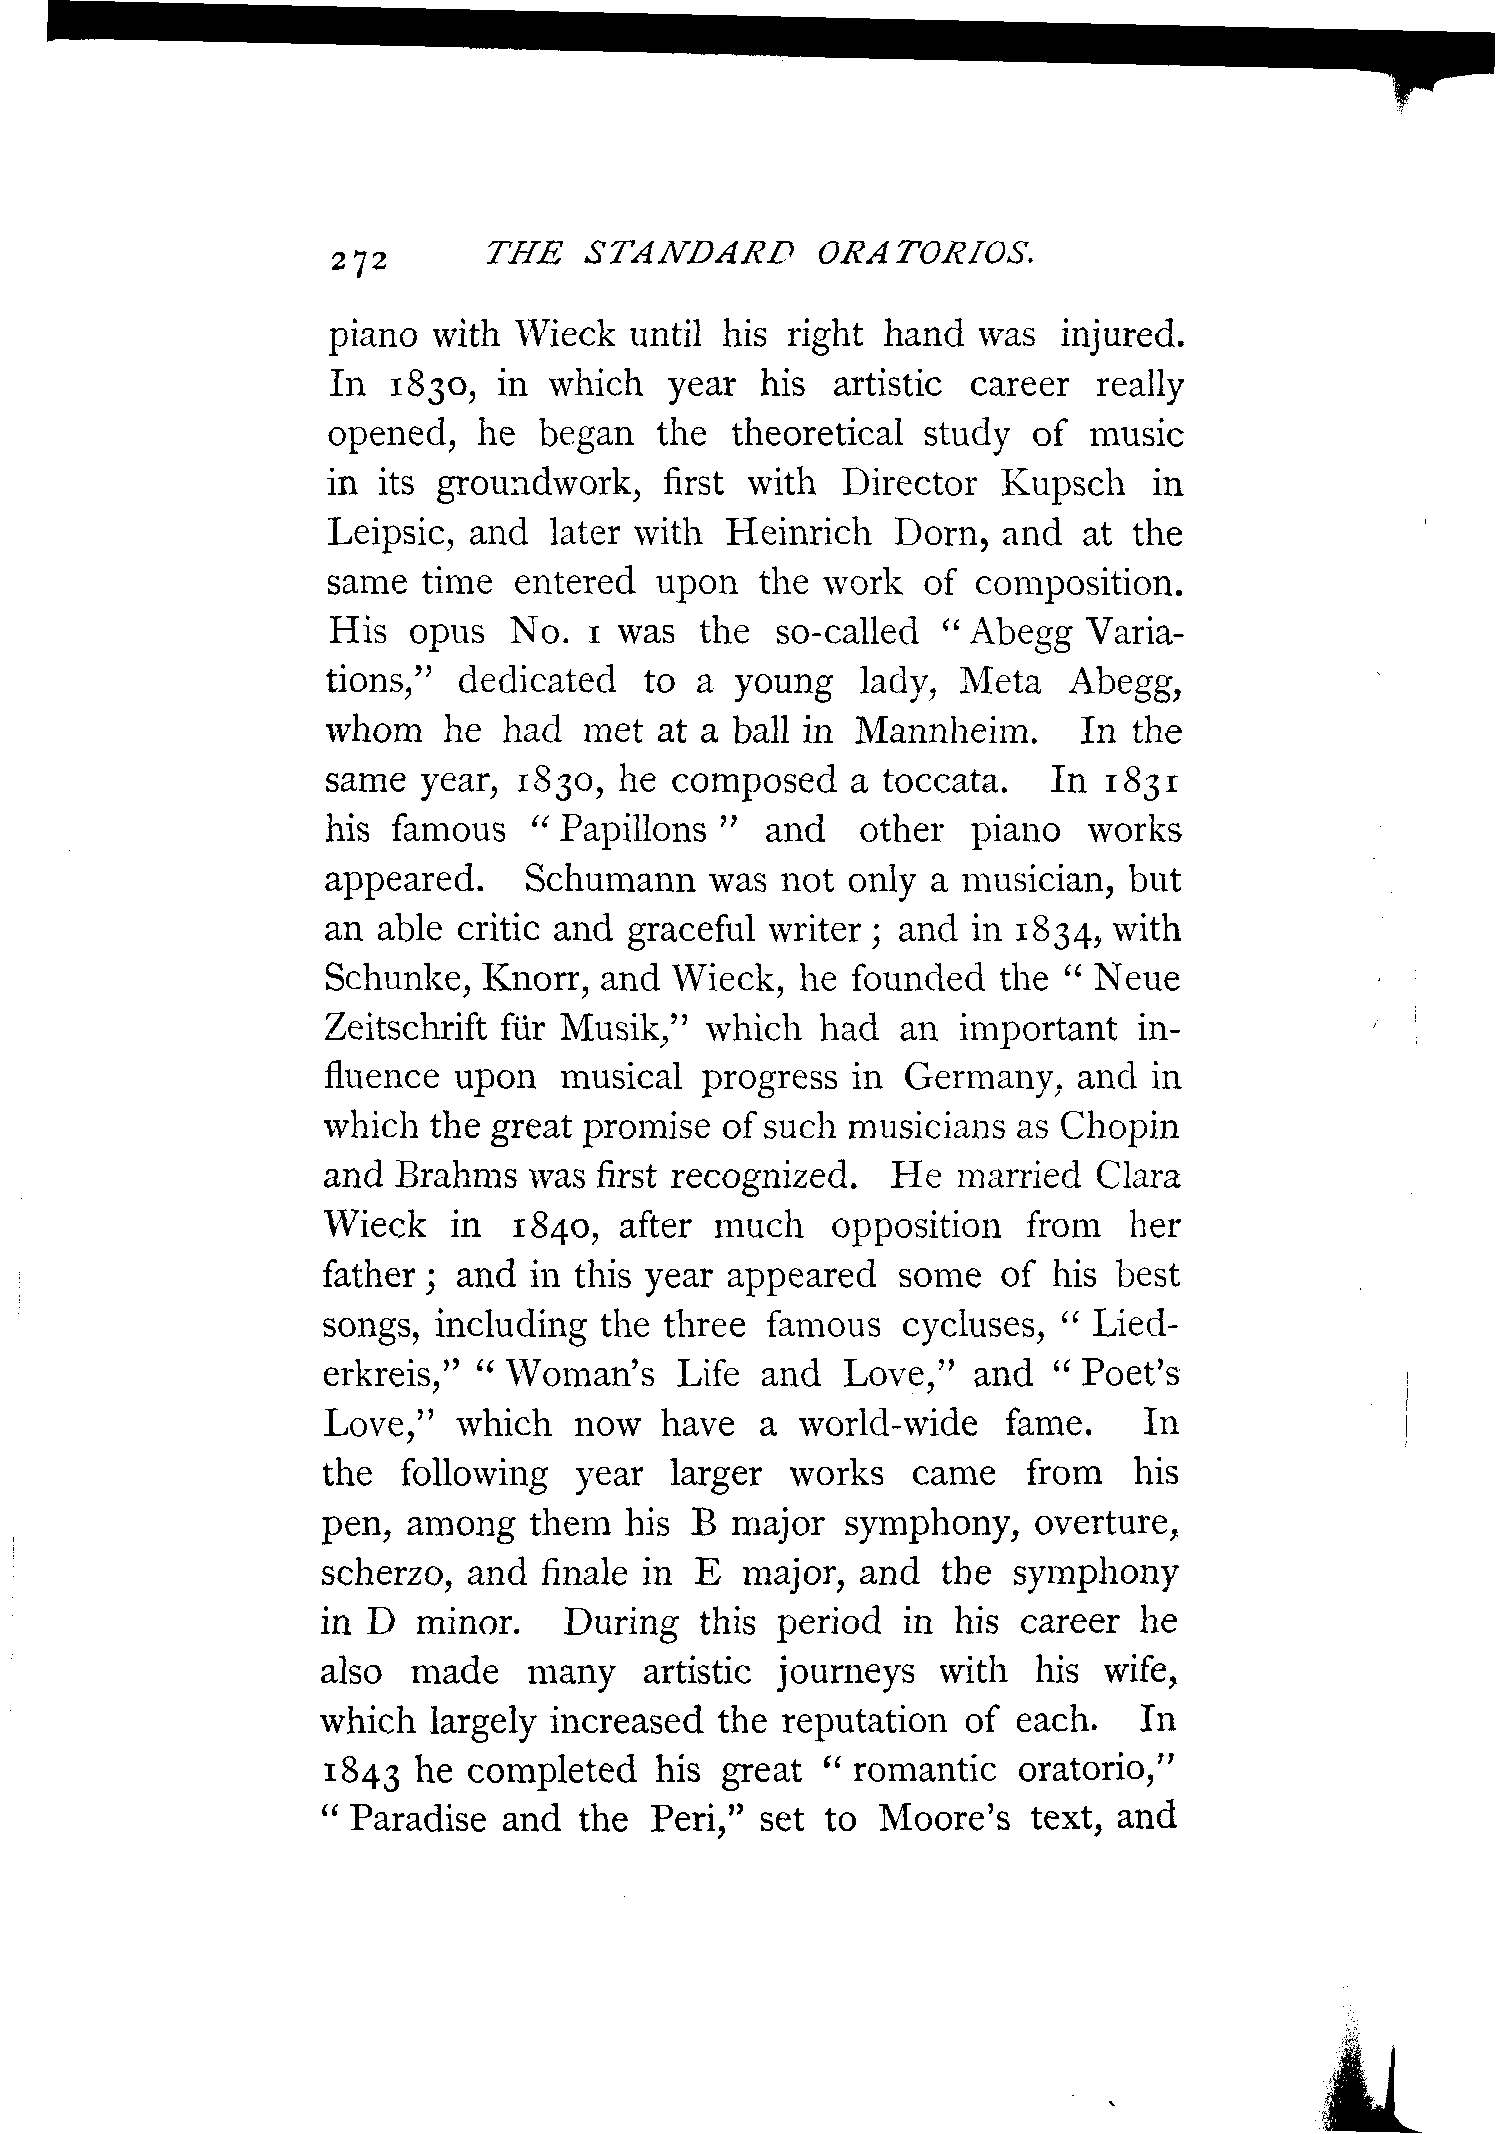 272 THE STANDARD ORATORIOS.
piano with Wieck until his right hand was injured.
In 1830, in which year his artistic career really
opened, he began the theoretical study of music
in its groundwork, first with Director Kupsch in
Leipsic, and later with Heinrich Dorn, and at the
same time entered upon the work of composition.
His opus No. 1 was the so-called “ Abegg Varia-
tions,” dedicated to a young lady, Meta Abegg,
whom he had met at a ball in Mannheim. In the
same year, 1830, he composed a toccata. In 1831
his famous “ Papillons ” and other piano works
appeared. Schumann was not only a musician, but
an able critic and graceful writer ; and in 1834, with
Schunke, Knorr, and Wieck, he founded the “ Neue
Zeitschrift für Musik,” which had an important in-
fluence upon musical progress in Germany, and in
which the great promise of such musicians as Chopin
and Brahms was first recognized. He married Clara
Wieck in 1840, after much opposition from her
father ; and in this year appeared some of his best
songs, including the three famous cycluses, “ Lied-
erkreis,” “ Woman’s Life and Love,” and “ Poet’s
Love,” which now have a world-wide fame. In
the following year larger works came from his
pen, among them his B major symphony, overture,
scherzo, and finale in E major, and the symphony
in D minor. During this period in his career he
also made many artistic journeys with his wife,
which largely increased the reputation of each. In
1843 he completed his great “ romantic oratorio,”
“ Paradise and the Peri,” set to Moore’s text, and